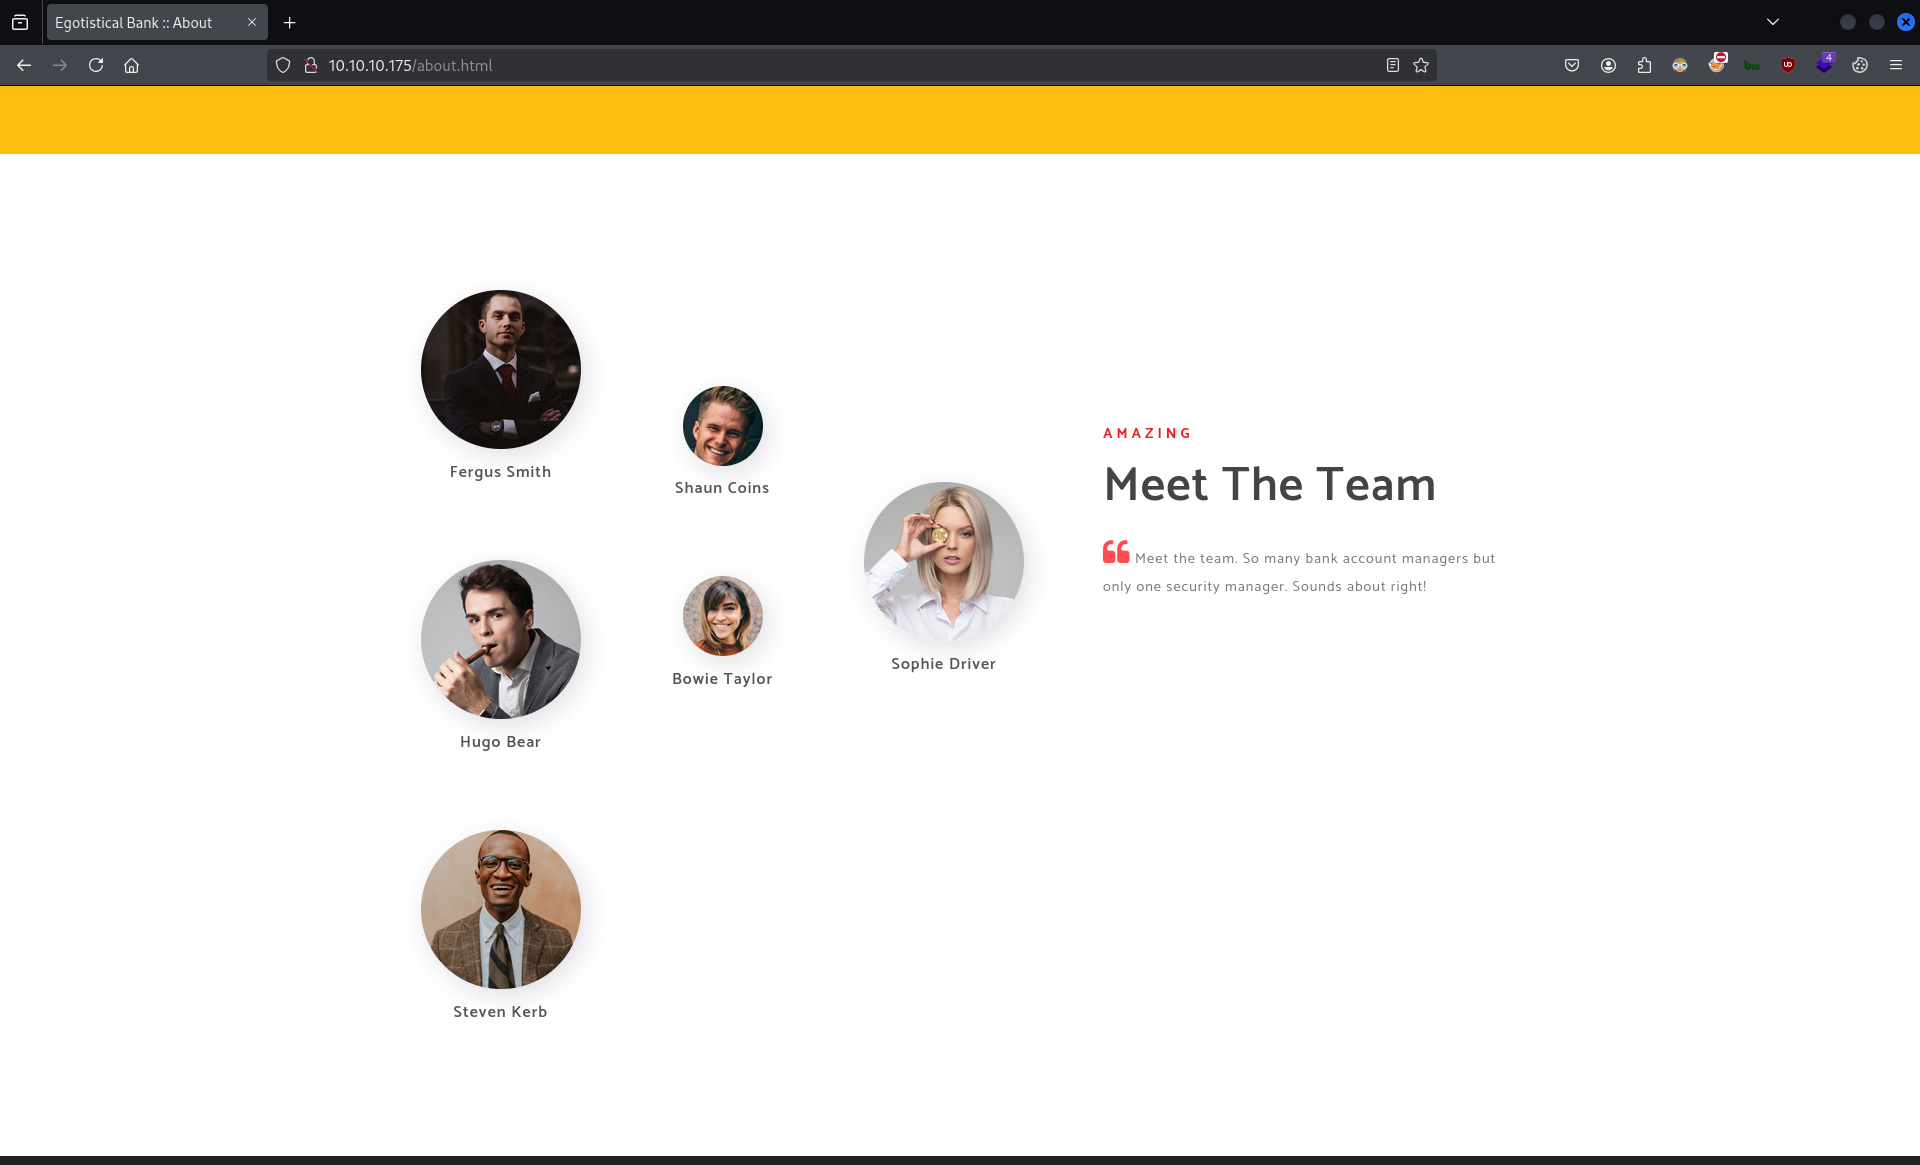 Egotistical Bank :: About
10.10.10.175/about.html
4
Fergus Smith
Shaun Coins
Sophie Driver
Hugo Bear
Bowie Taylor
Steven Kerb
AMAZING
Meet The Team
Meet the team. So many bank account managers but
only one security manager. Sounds about right!